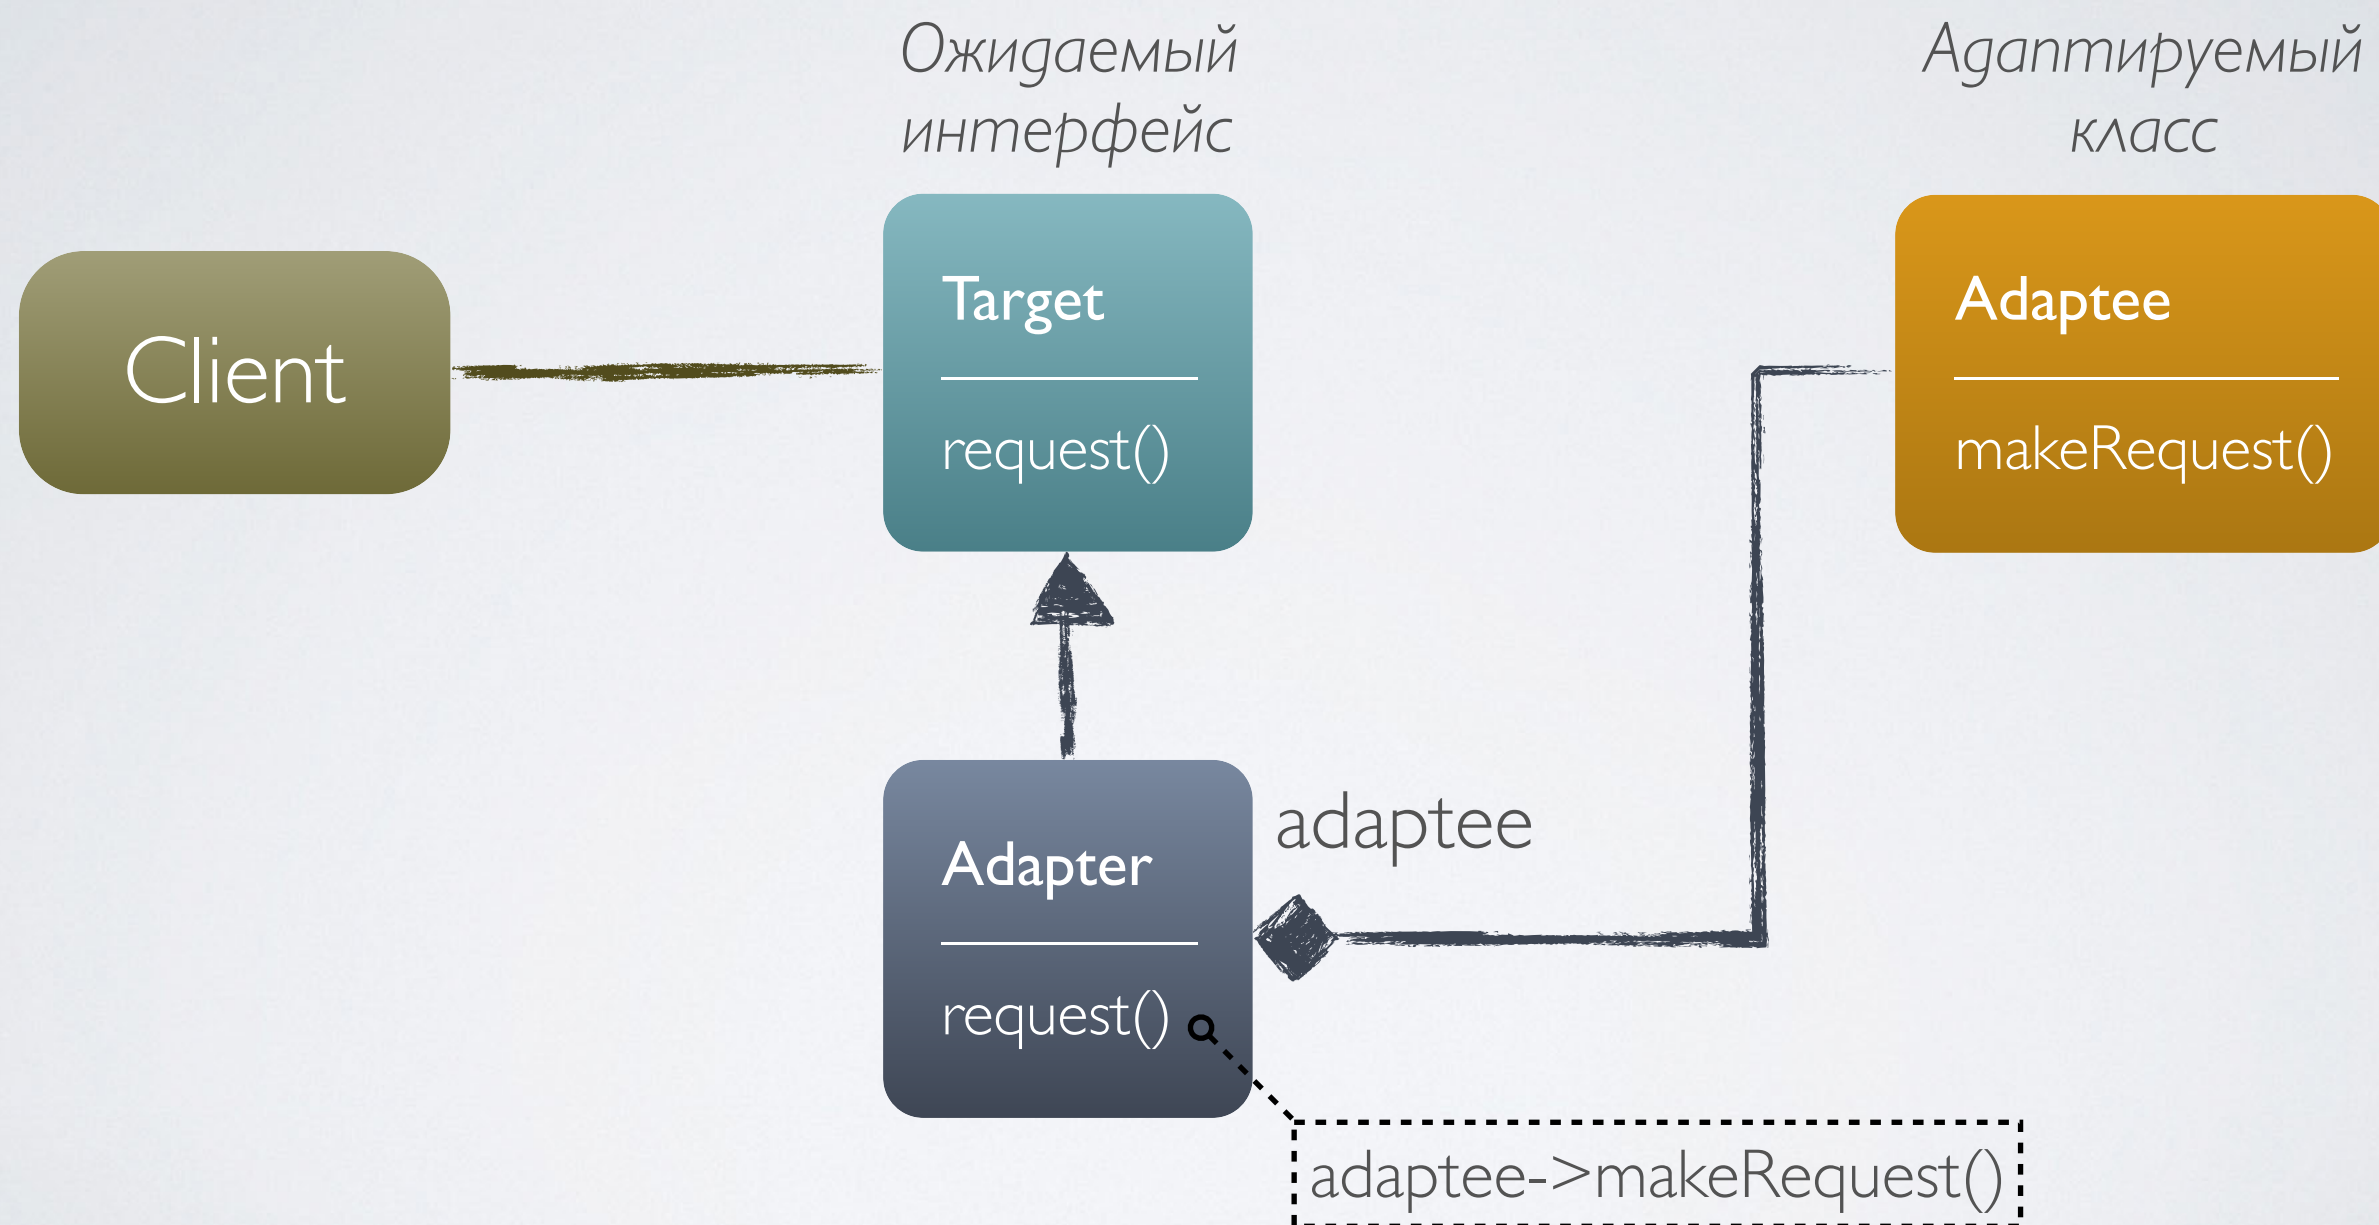 Ожидаемый
интерфейс
Адаптируемый
класс
Client
Target
request()
Adaptee
makeRequest()
Adapter
request()
adaptee
adaptee->makeRequest()